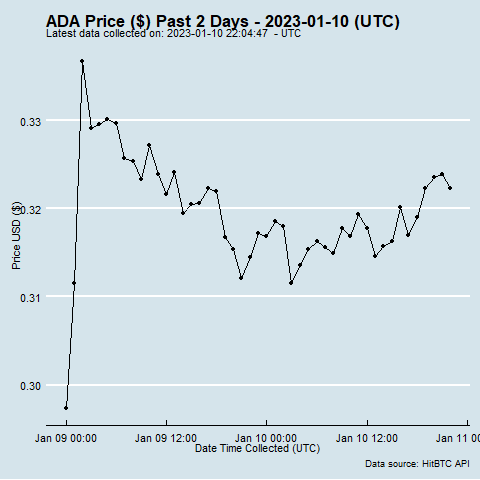 ADA Price ($) Past 2 Days - 2023-01-10 (UTC)
Latest data collected on: 2023-01-10 22:04:47 - UTC
Price USD ($)
0.33
0.32
0.31
0.30
Jan 09 00:00 Jan 09 12:00 Jan 10 00:00 Jan 10 12:00 Jan 11 00
Date Time Collected (UTC)
Data source: HitBTC API